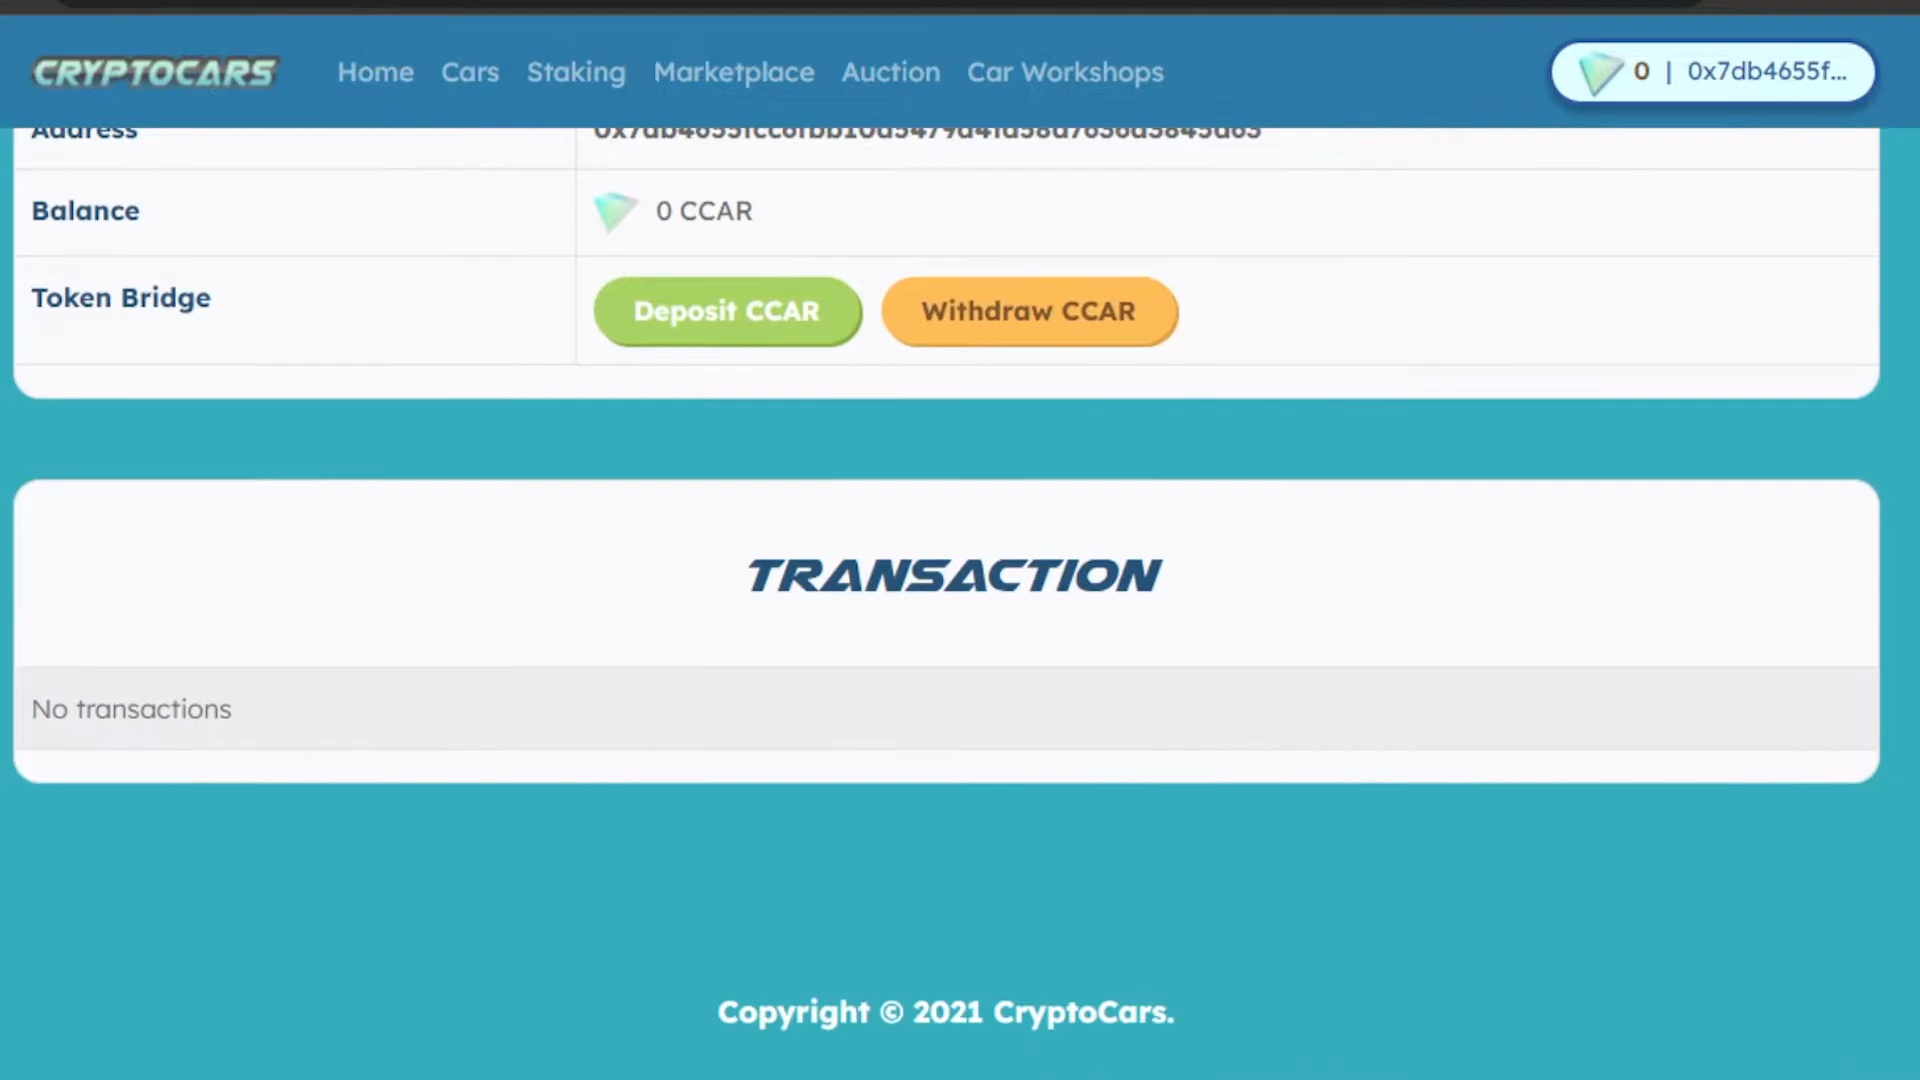 CRYPTOCARS Home Cars Staking Marketplace Auction Car Workshops 0 | 0x7db4655f...
Address
Balance 0 CCAR
Token Bridge Deposit CCAR Withdraw CCAR
TRANSACTION
No transactions
Copyright © 2021 CryptoCars.